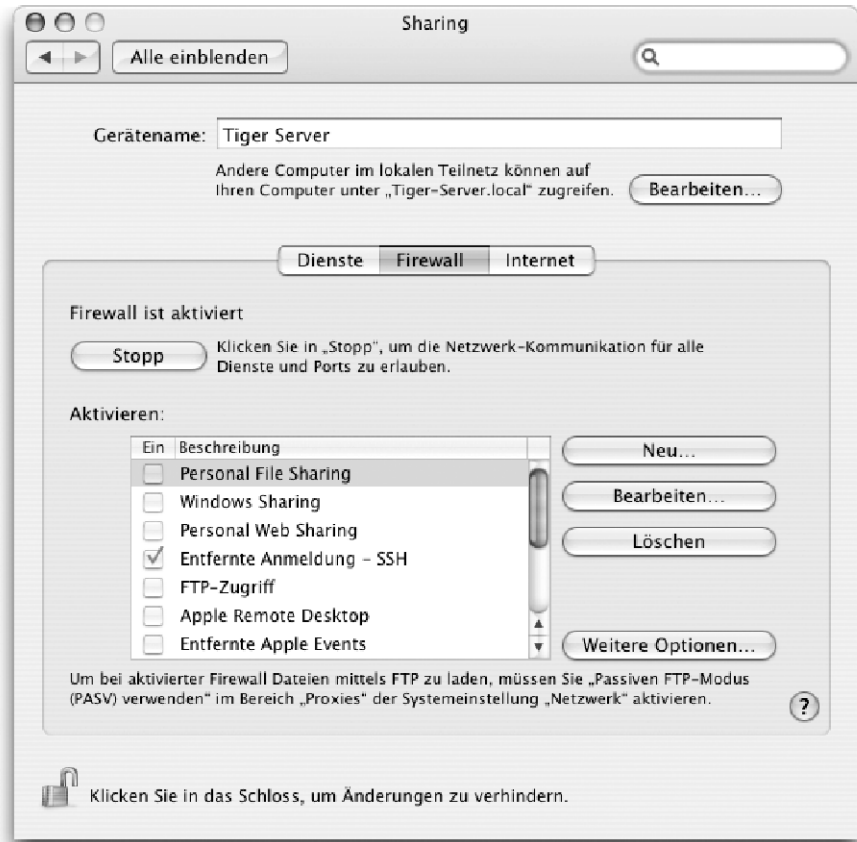 Sharing
Alle einblenden
Gerätename: Tiger Server
Andere Computer im lokalen Teilnetz können auf
Ihren Computer unter „Tiger-Server.local“ zugreifen.
Bearbeiten...
Dienste Firewall Internet
Firewall ist aktiviert
Stopp
Klicken Sie in „Stopp“, um die Netzwerk-Kommunikation für alle
Dienste und Ports zu erlauben.
Aktivieren:
Ein Beschreibung
Personal File Sharing
Windows Sharing
Personal Web Sharing
Entfernte Anmeldung – SSH
FTP-Zugriff
Apple Remote Desktop
Entfernte Apple Events
Neu...
Bearbeiten...
Löschen
Weitere Optionen...
Um bei aktivierter Firewall Dateien mittels FTP zu laden, müssen Sie „Passiven FTP-Modus
(PASV) verwenden“ im Bereich „Proxies“ der Systemeinstellung „Netzwerk“ aktivieren.
?
Klicken Sie in das Schloss, um Änderungen zu verhindern.